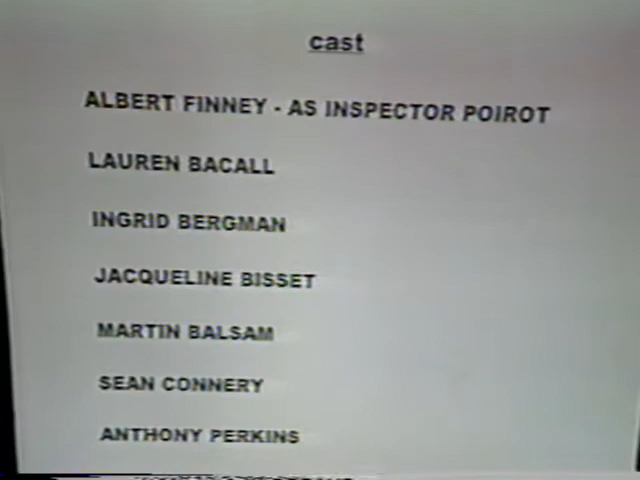 cast
ALBERT FINNEY - AS INSPECTOR POIROT
LAUREN BACALL
INGRID BERGMAN
JACQUELINE BISSET
MARTIN BALSAM
SEAN CONNERY
ANTHONY PERKINS